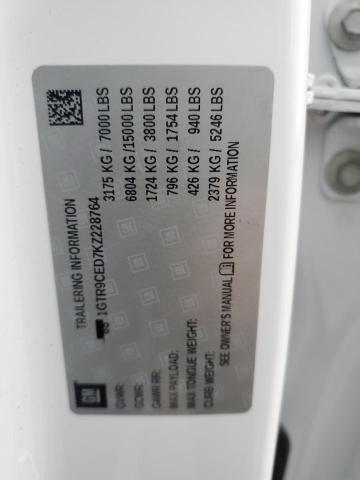 GM
TRAILERING INFORMATION
1GTR9CED7KZ228764
GVWR: 3175 KG / 7000 LBS
GCWR: 6804 KG /15000 LBS
GAWR RR: 1724 KG / 3800 LBS
MAX PAYLOAD: 796 KG / 1754 LBS
MAX TONGUE WEIGHT: 426 KG / 940 LBS
CURB WEIGHT: 2379 KG / 5246 LBS
SEE OWNER'S MANUAL FOR MORE INFORMATION